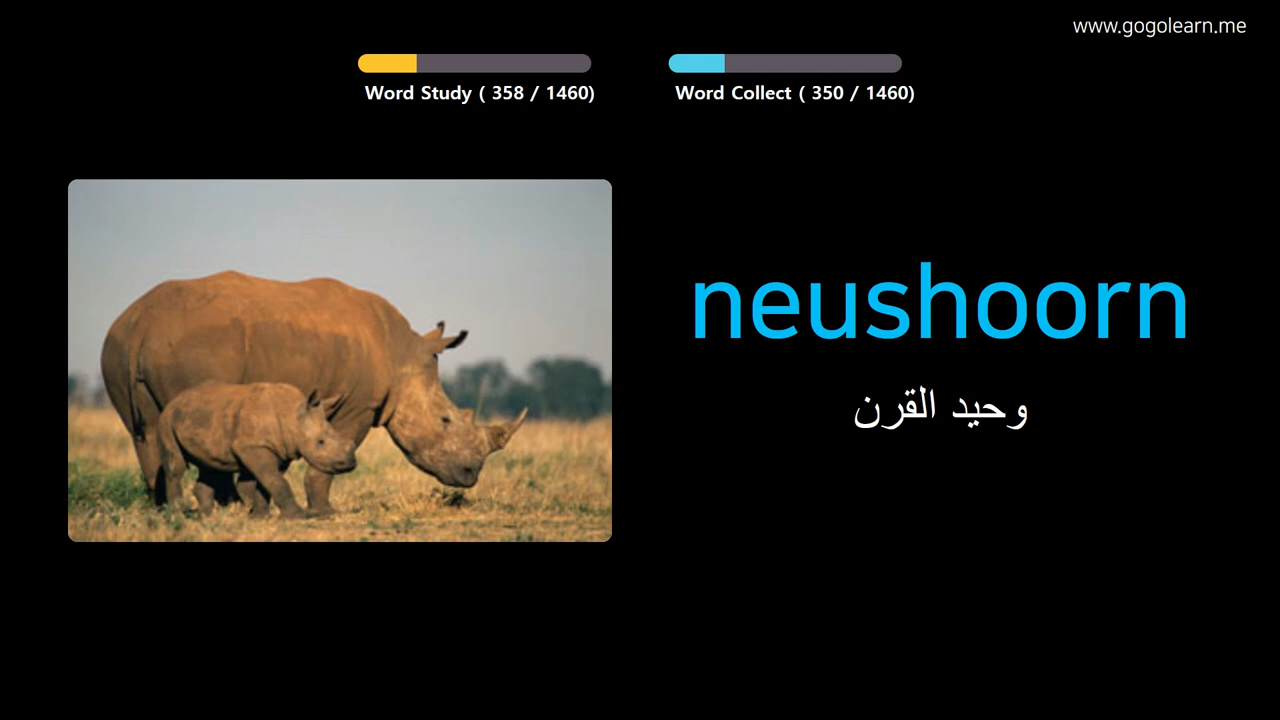 www.gogolearn.me
Word Study ( 358 / 1460)
Word Collect ( 350 / 1460)
neushoorn
وحيد القرن